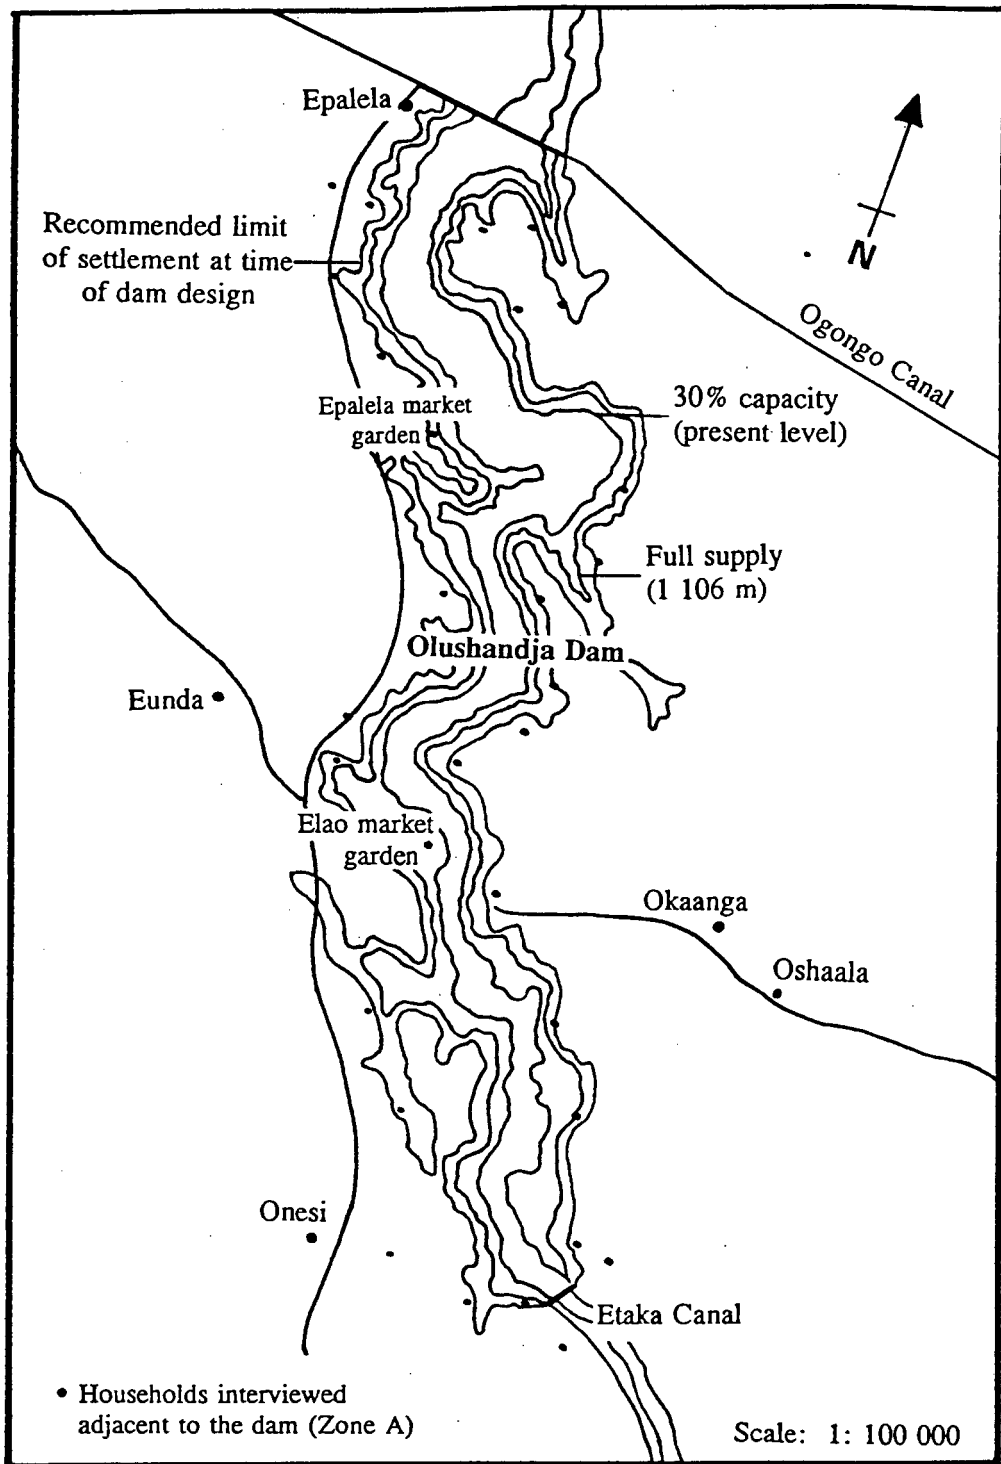 Epalela
Recommended limit
of settlement at time
of dam design
N
Ogongo Canal
Epalela market
garden
30% capacity
(present level)
Full supply
(1 106 m)
Olushandja Dam
Eunda
Elao market
garden
Okaanga
Oshaala
Onesi
Etaka Canal
• Households interviewed
adjacent to the dam (Zone A)
Scale: 1: 100 000